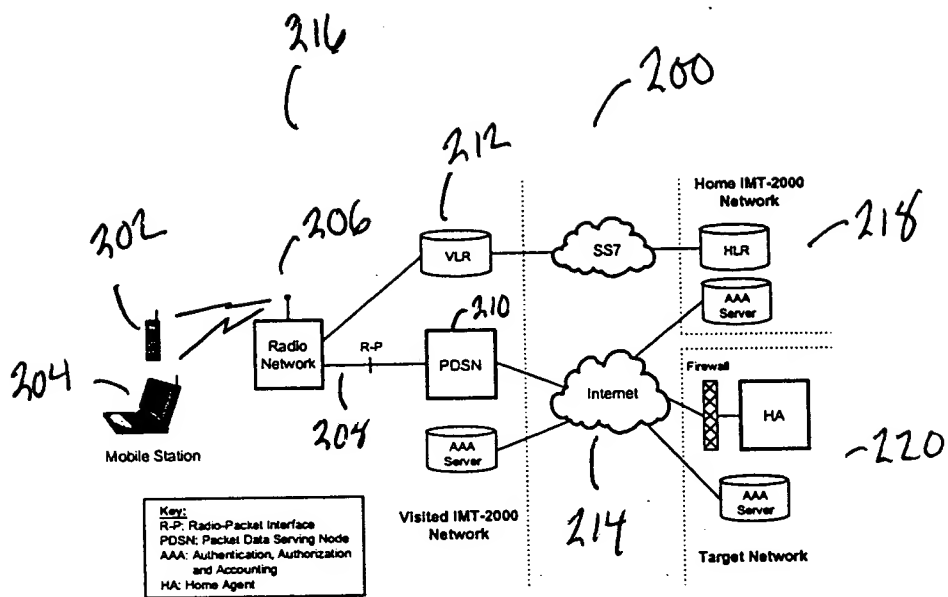 216
200
212
Home IMT-2000
Network
202
206
VLR
SS7
HLR
218
AAA
Server
210
Radio
Network
R-P
PDSN
Internet
Firewall
HA
204
208
Mobile Station
AAA
Server
220
AAA
Server
214
Visited IMT-2000
Network
Target Network
Key:
R-P: Radio-Packet Interface
PDSN: Packet Data Serving Node
AAA: Authentication, Authorization
and Accounting
HA: Home Agent